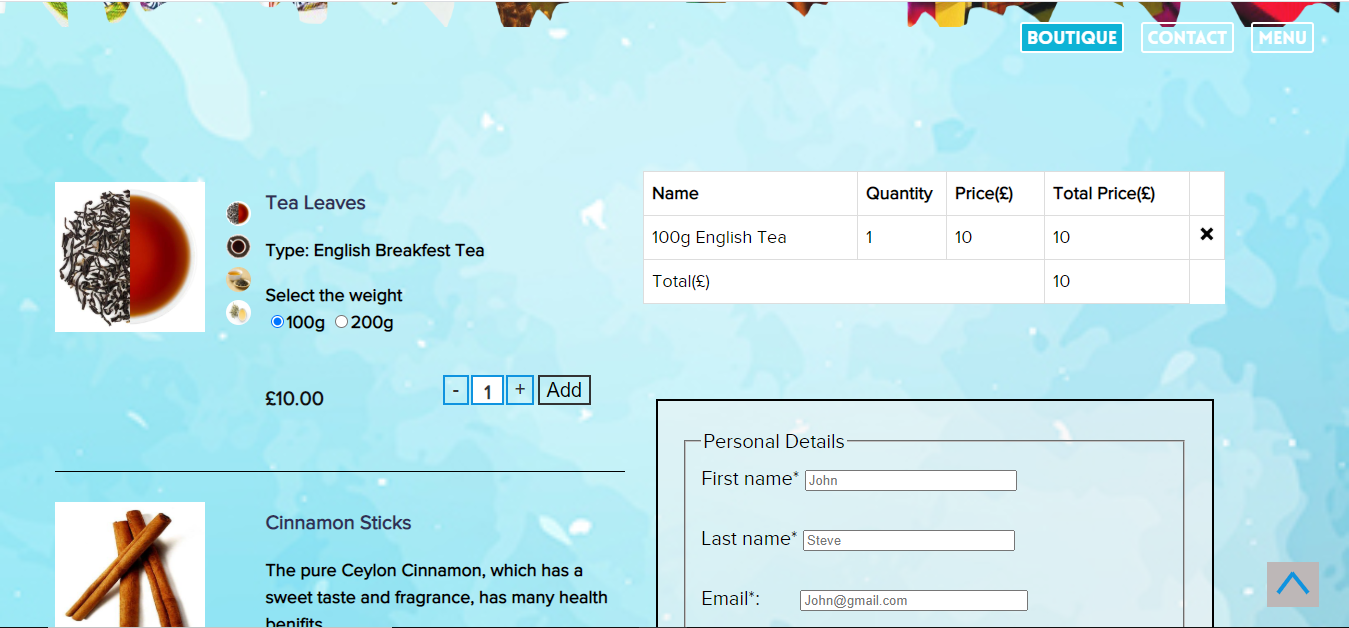 BOUTIQUE CONTACT MENU
Tea Leaves
Type: English Breakfest Tea
Select the weight
100g 200g
£10.00 - 1 + Add
Cinnamon Sticks
The pure Ceylon Cinnamon, which has a
sweet taste and fragrance, has many health
benifits
Name Quantity Price(£) Total Price(£)
100g English Tea 1 10 10 ×
Total(£) 10
Personal Details
First name* John
Last name* Steve
Email*: John@gmail.com